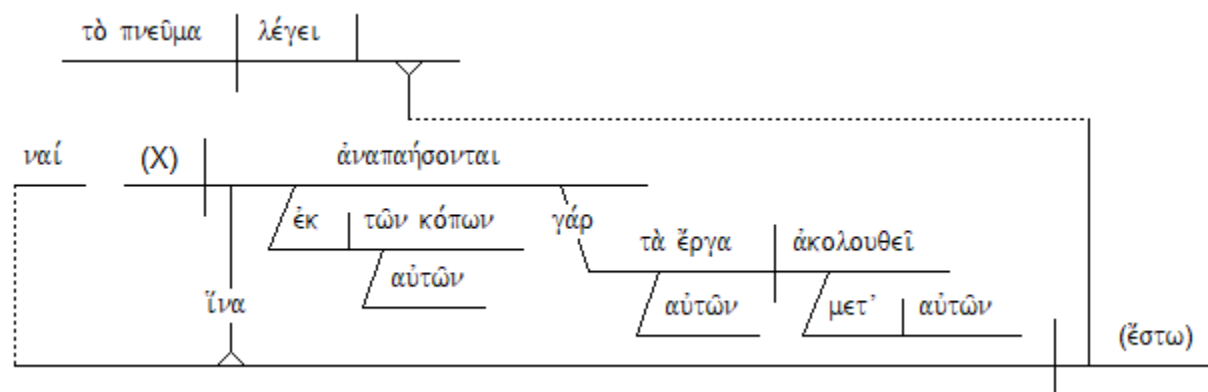 τὸ πνεῦμα λέγει
ναί (X) ἀναπαήσονται
ἐκ τῶν κόπων γάρ τὰ ἔργα ἀκολουθεῖ
αὐτῶν αὐτῶν μετ’ αὐτῶν
ἵνα (ἔστω)